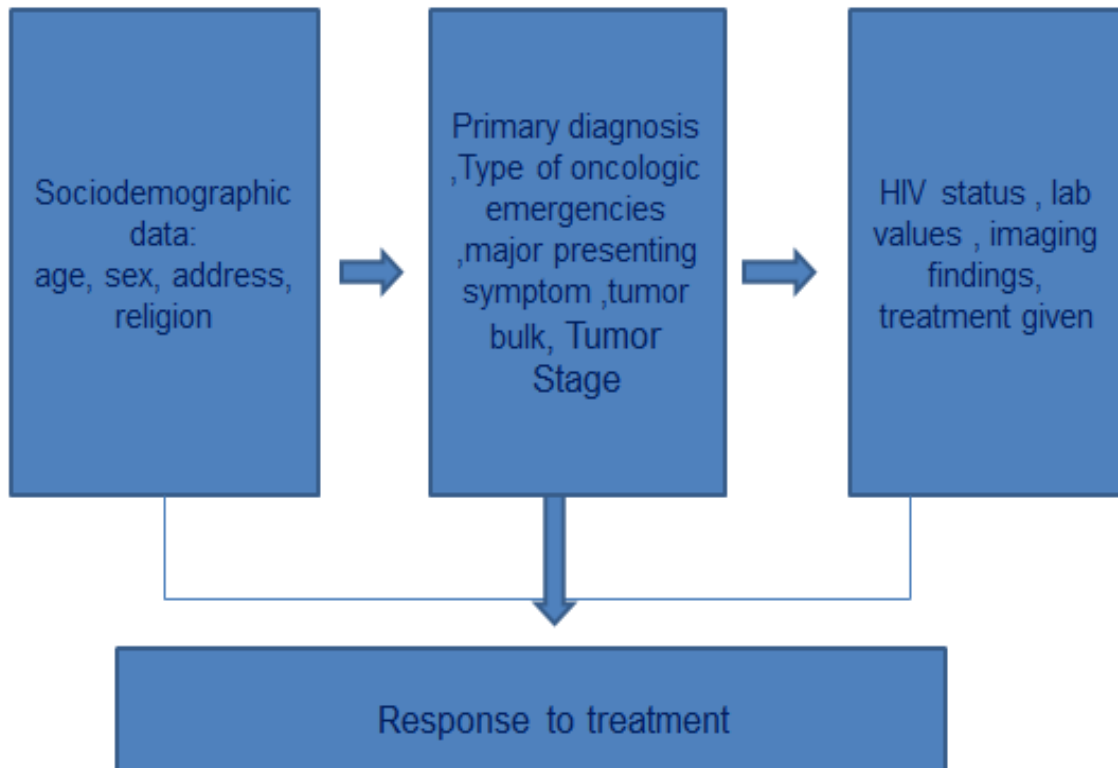 Sociodemographic
data:
age, sex, address,
religion
Primary diagnosis
,Type of oncologic
emergencies
,major presenting
symptom ,tumor
bulk, Tumor
Stage
HIV status , lab
values , imaging
findings,
treatment given
Response to treatment